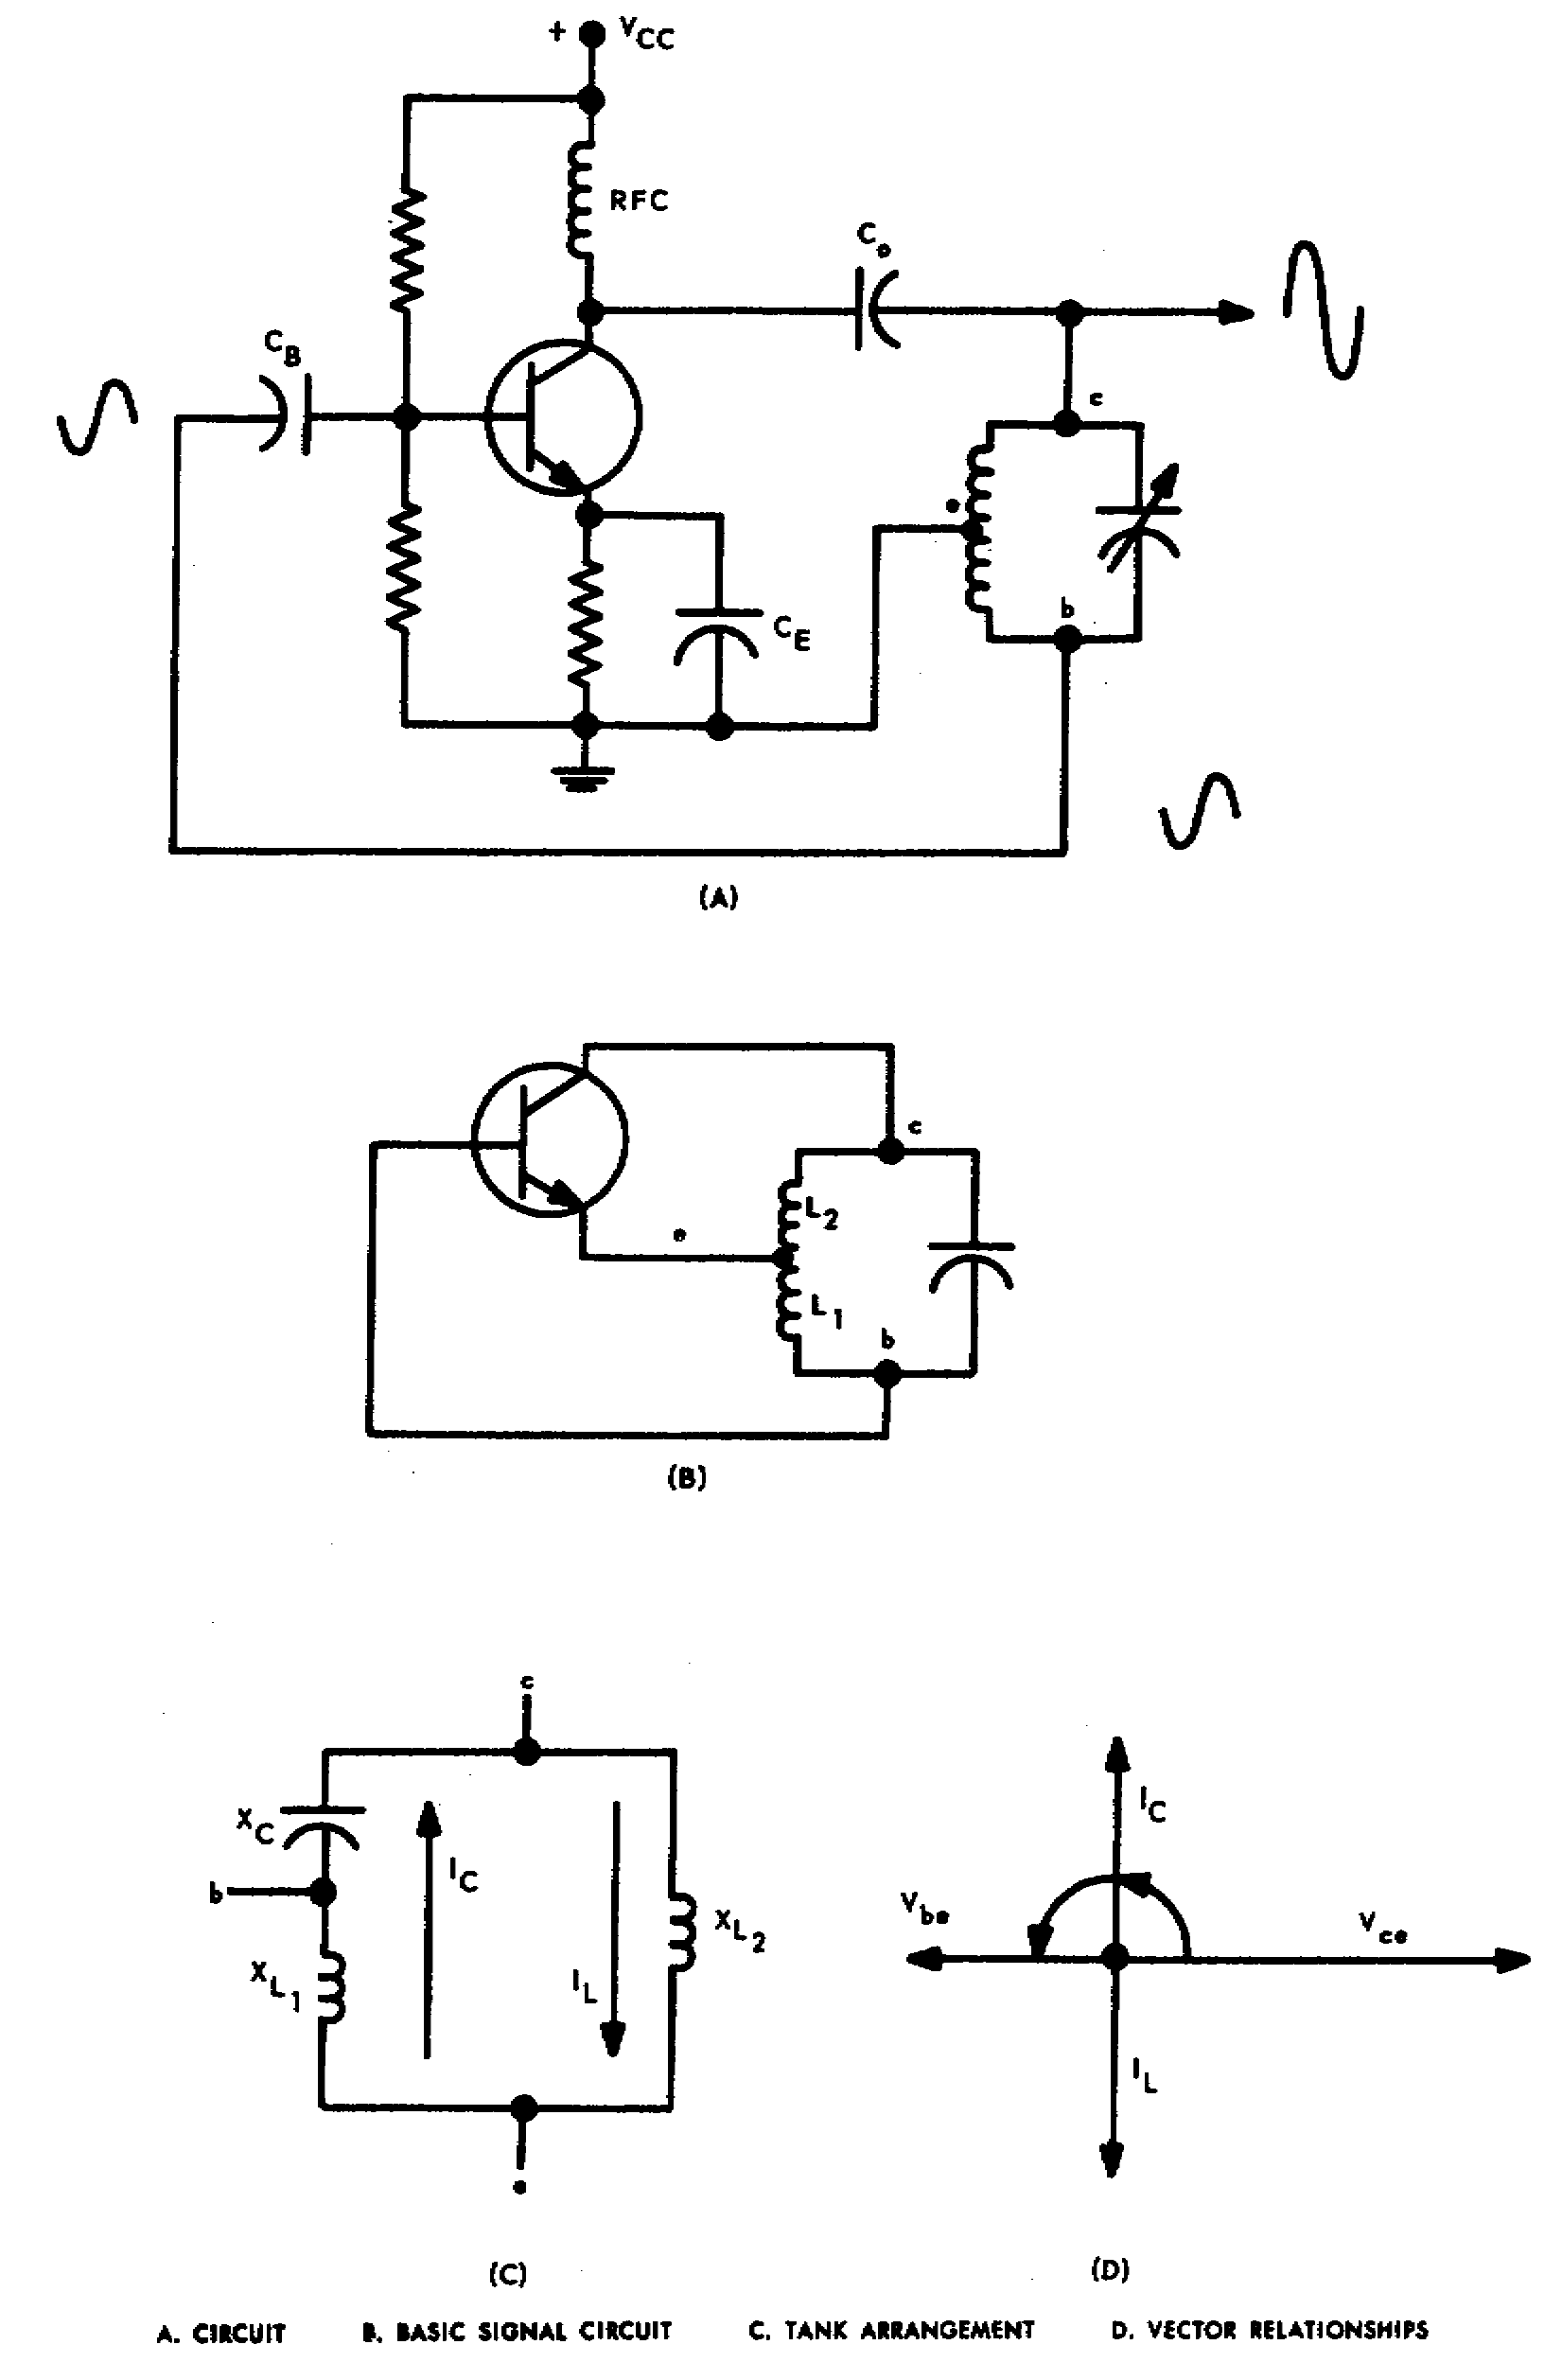 + VCC
RFC
Co
CB
c
e
b
CE
(A)
c
L2
e
L1
b
(B)
c
XC
IC
b
XL2
XL1
IL
e
(C)
IC
Vbe
Vce
IL
(D)
A. CIRCUIT B. BASIC SIGNAL CIRCUIT C. TANK ARRANGEMENT D. VECTOR RELATIONSHIPS